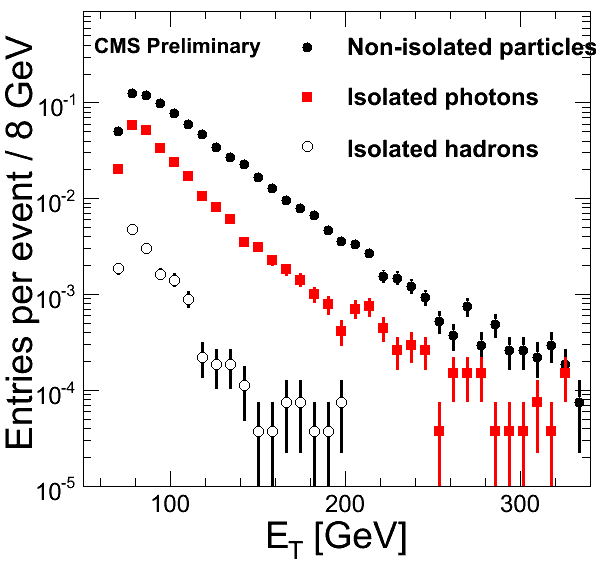 CMS Preliminary
Non-isolated particles
Isolated photons
Isolated hadrons
Entries per event / 8 GeV
10^-1
10^-2
10^-3
10^-4
10^-5
100 200 300
E_T [GeV]